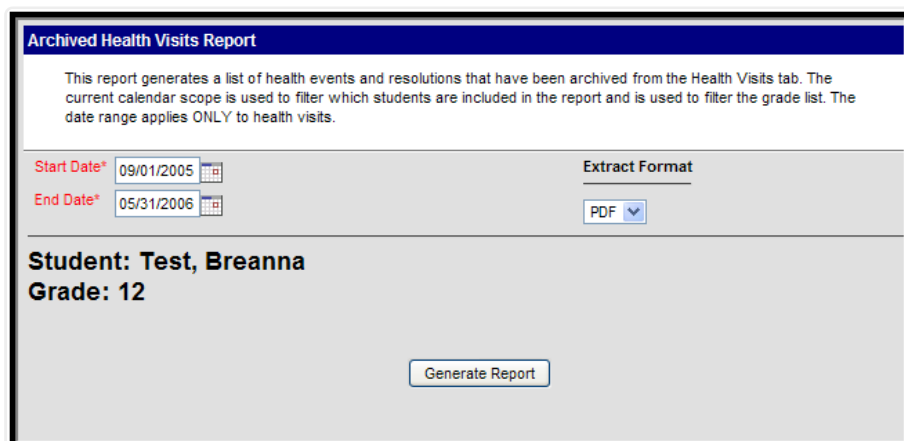 Archived Health Visits Report
This report generates a list of health events and resolutions that have been archived from the Health Visits tab. The
current calendar scope is used to filter which students are included in the report and is used to filter the grade list. The
date range applies ONLY to health visits.
Start Date* 09/01/2005
Extract Format
End Date* 05/31/2006
PDF
Student: Test, Breanna
Grade: 12
Generate Report